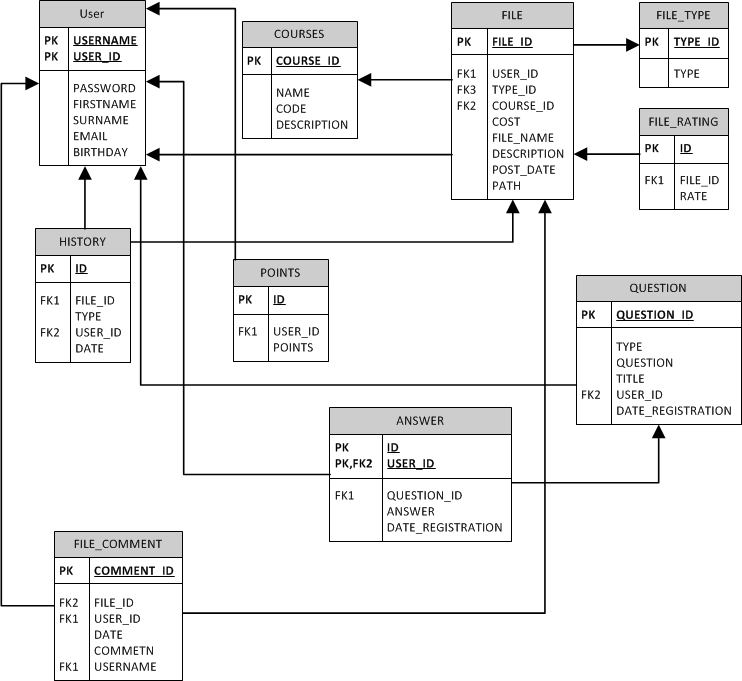 User
PK USERNAME
PK USER_ID
PASSWORD
FIRSTNAME
SURNAME
EMAIL
BIRTHDAY
COURSES
PK COURSE_ID
NAME
CODE
DESCRIPTION
FILE
PK FILE_ID
FK1 USER_ID
FK3 TYPE_ID
FK2 COURSE_ID
COST
FILE_NAME
DESCRIPTION
POST_DATE
PATH
FILE_TYPE
PK TYPE_ID
TYPE
FILE_RATING
PK ID
FK1 FILE_ID
RATE
HISTORY
PK ID
FK1 FILE_ID
TYPE
FK2 USER_ID
DATE
POINTS
PK ID
FK1 USER_ID
POINTS
QUESTION
PK QUESTION_ID
TYPE
QUESTION
TITLE
FK2 USER_ID
DATE_REGISTRATION
ANSWER
PK ID
PK,FK2 USER_ID
FK1 QUESTION_ID
ANSWER
DATE_REGISTRATION
FILE_COMMENT
PK COMMENT_ID
FK2 FILE_ID
FK1 USER_ID
DATE
COMMETN
FK1 USERNAME